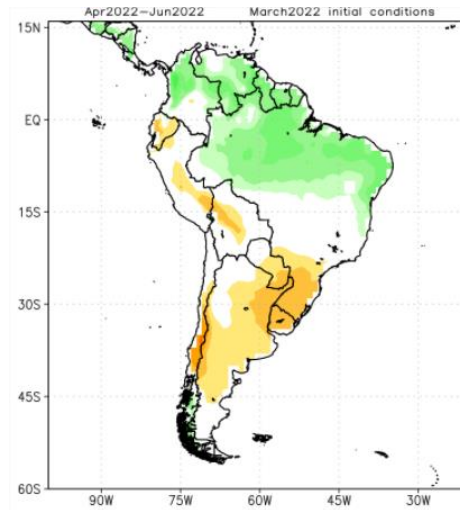 Apr2022–Jun2022 March2022 initial conditions
15N
EQ
15S
30S
45S
60S
90W 75W 60W 45W 30W